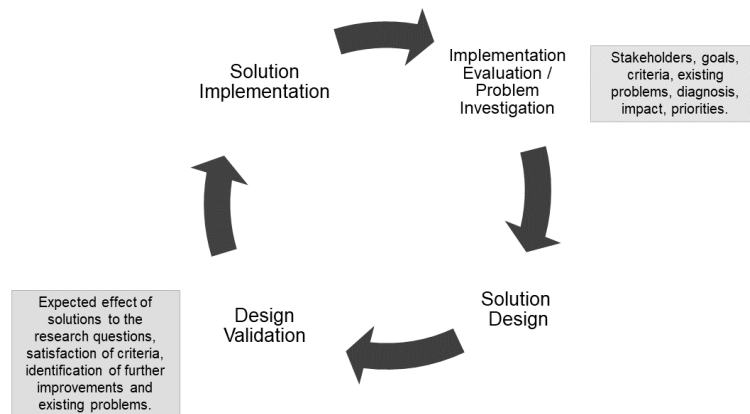 Solution
Implementation
Implementation
Evaluation /
Problem
Investigation
Stakeholders, goals,
criteria, existing
problems, diagnosis,
impact, priorities.
Solution
Design
Design
Validation
Expected effect of
solutions to the
research questions,
satisfaction of criteria,
identification of further
improvements and
existing problems.